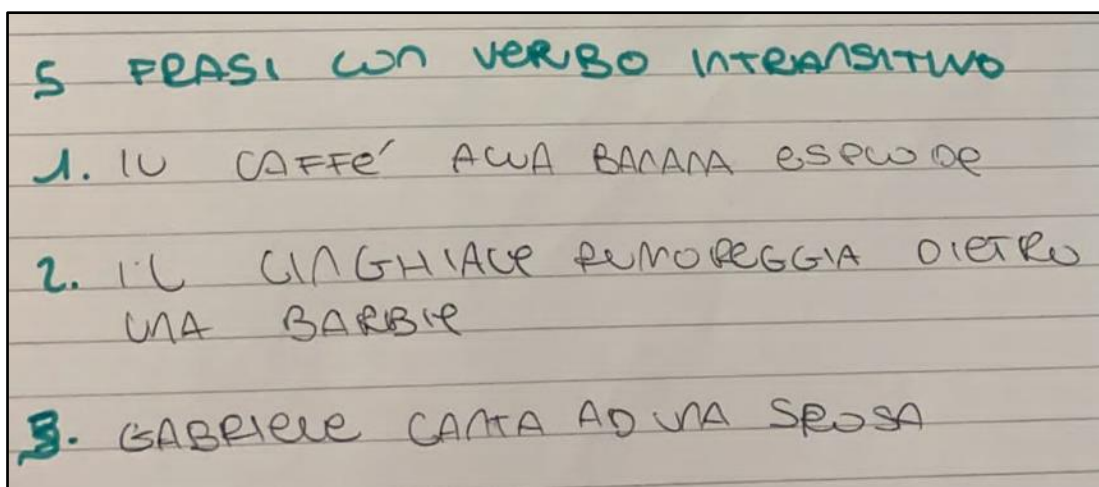 5 FRASI CON VERBO INTRANSITIVO
1. IL CAFFE' ALLA BANANA ESPLODE
2. IL CINGHIALE RUMOREGGIA DIETRO
UNA BARBIE
3. GABRIELE CANTA AD UNA SPOSA